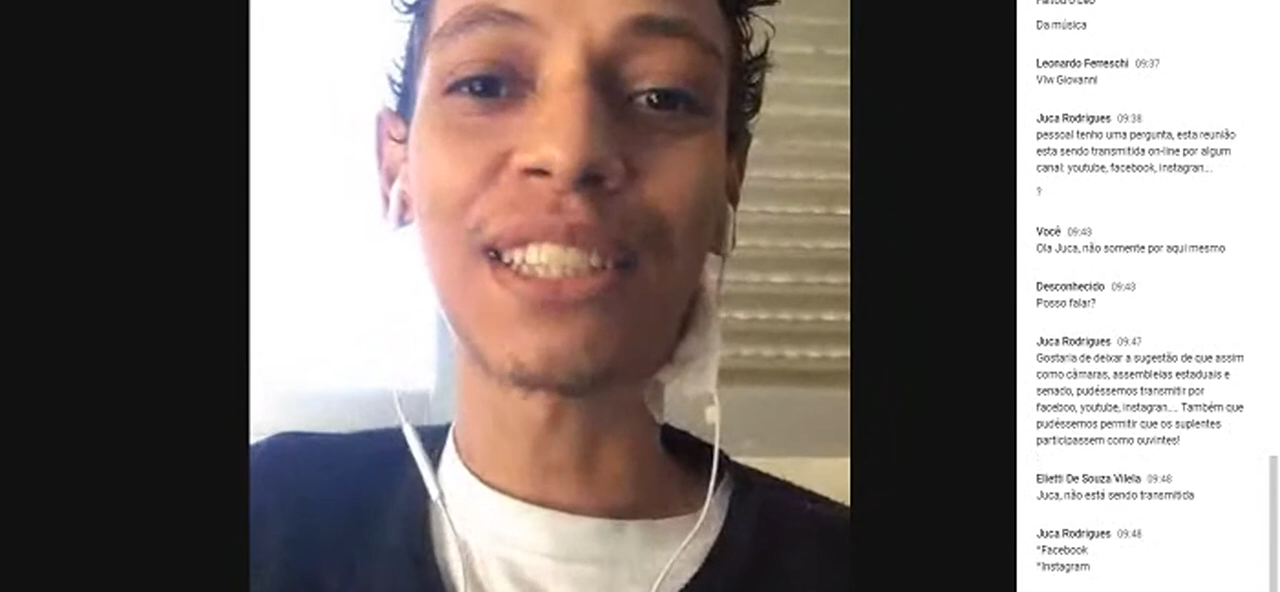 Da música
Leonardo Ferreschi 09:37
Viw Giovanni
Juca Rodrigues 09:38
pessoal tenho uma pergunta, esta reunião
esta sendo transmitida on-line por algum
canal: youtube, facebook, instagran...
?
Você 09:43
Ola Juca, não somente por aqui mesmo
Desconhecido 09:43
Posso falar?
Juca Rodrigues 09:47
Gostaria de deixar a sugestão de que assim
como câmaras, assembleias estaduais e
senado, pudéssemos transmitir por
faceboo, youtube, instagran.... Também que
pudéssemos permitir que os suplentes
participassem como ouvintes!
Elietti De Souza Vilela 09:48
Juca, não está sendo transmitida
Juca Rodrigues 09:48
*Facebook
*Instagram